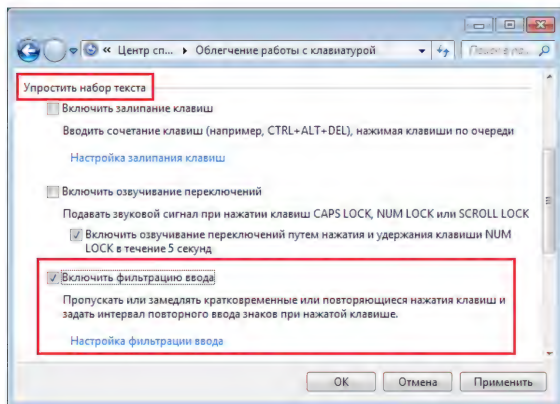 « Центр сп... ▸ Облегчение работы с клавиатурой
Упростить набор текста
Включить залипание клавиш
Вводить сочетание клавиш (например, CTRL+ALT+DEL), нажимая клавиши по очереди
Настройка залипания клавиш
Включить озвучивание переключений
Подавать звуковой сигнал при нажатии клавиш CAPS LOCK, NUM LOCK или SCROLL LOCK
Включить озвучивание переключений путем нажатия и удержания клавиши NUM
LOCK в течение 5 секунд
Включить фильтрацию ввода
Пропускать или замедлять кратковременные или повторяющиеся нажатия клавиш и
задать интервал повторного ввода знаков при нажатой клавише.
Настройка фильтрации ввода
OK Отмена Применить